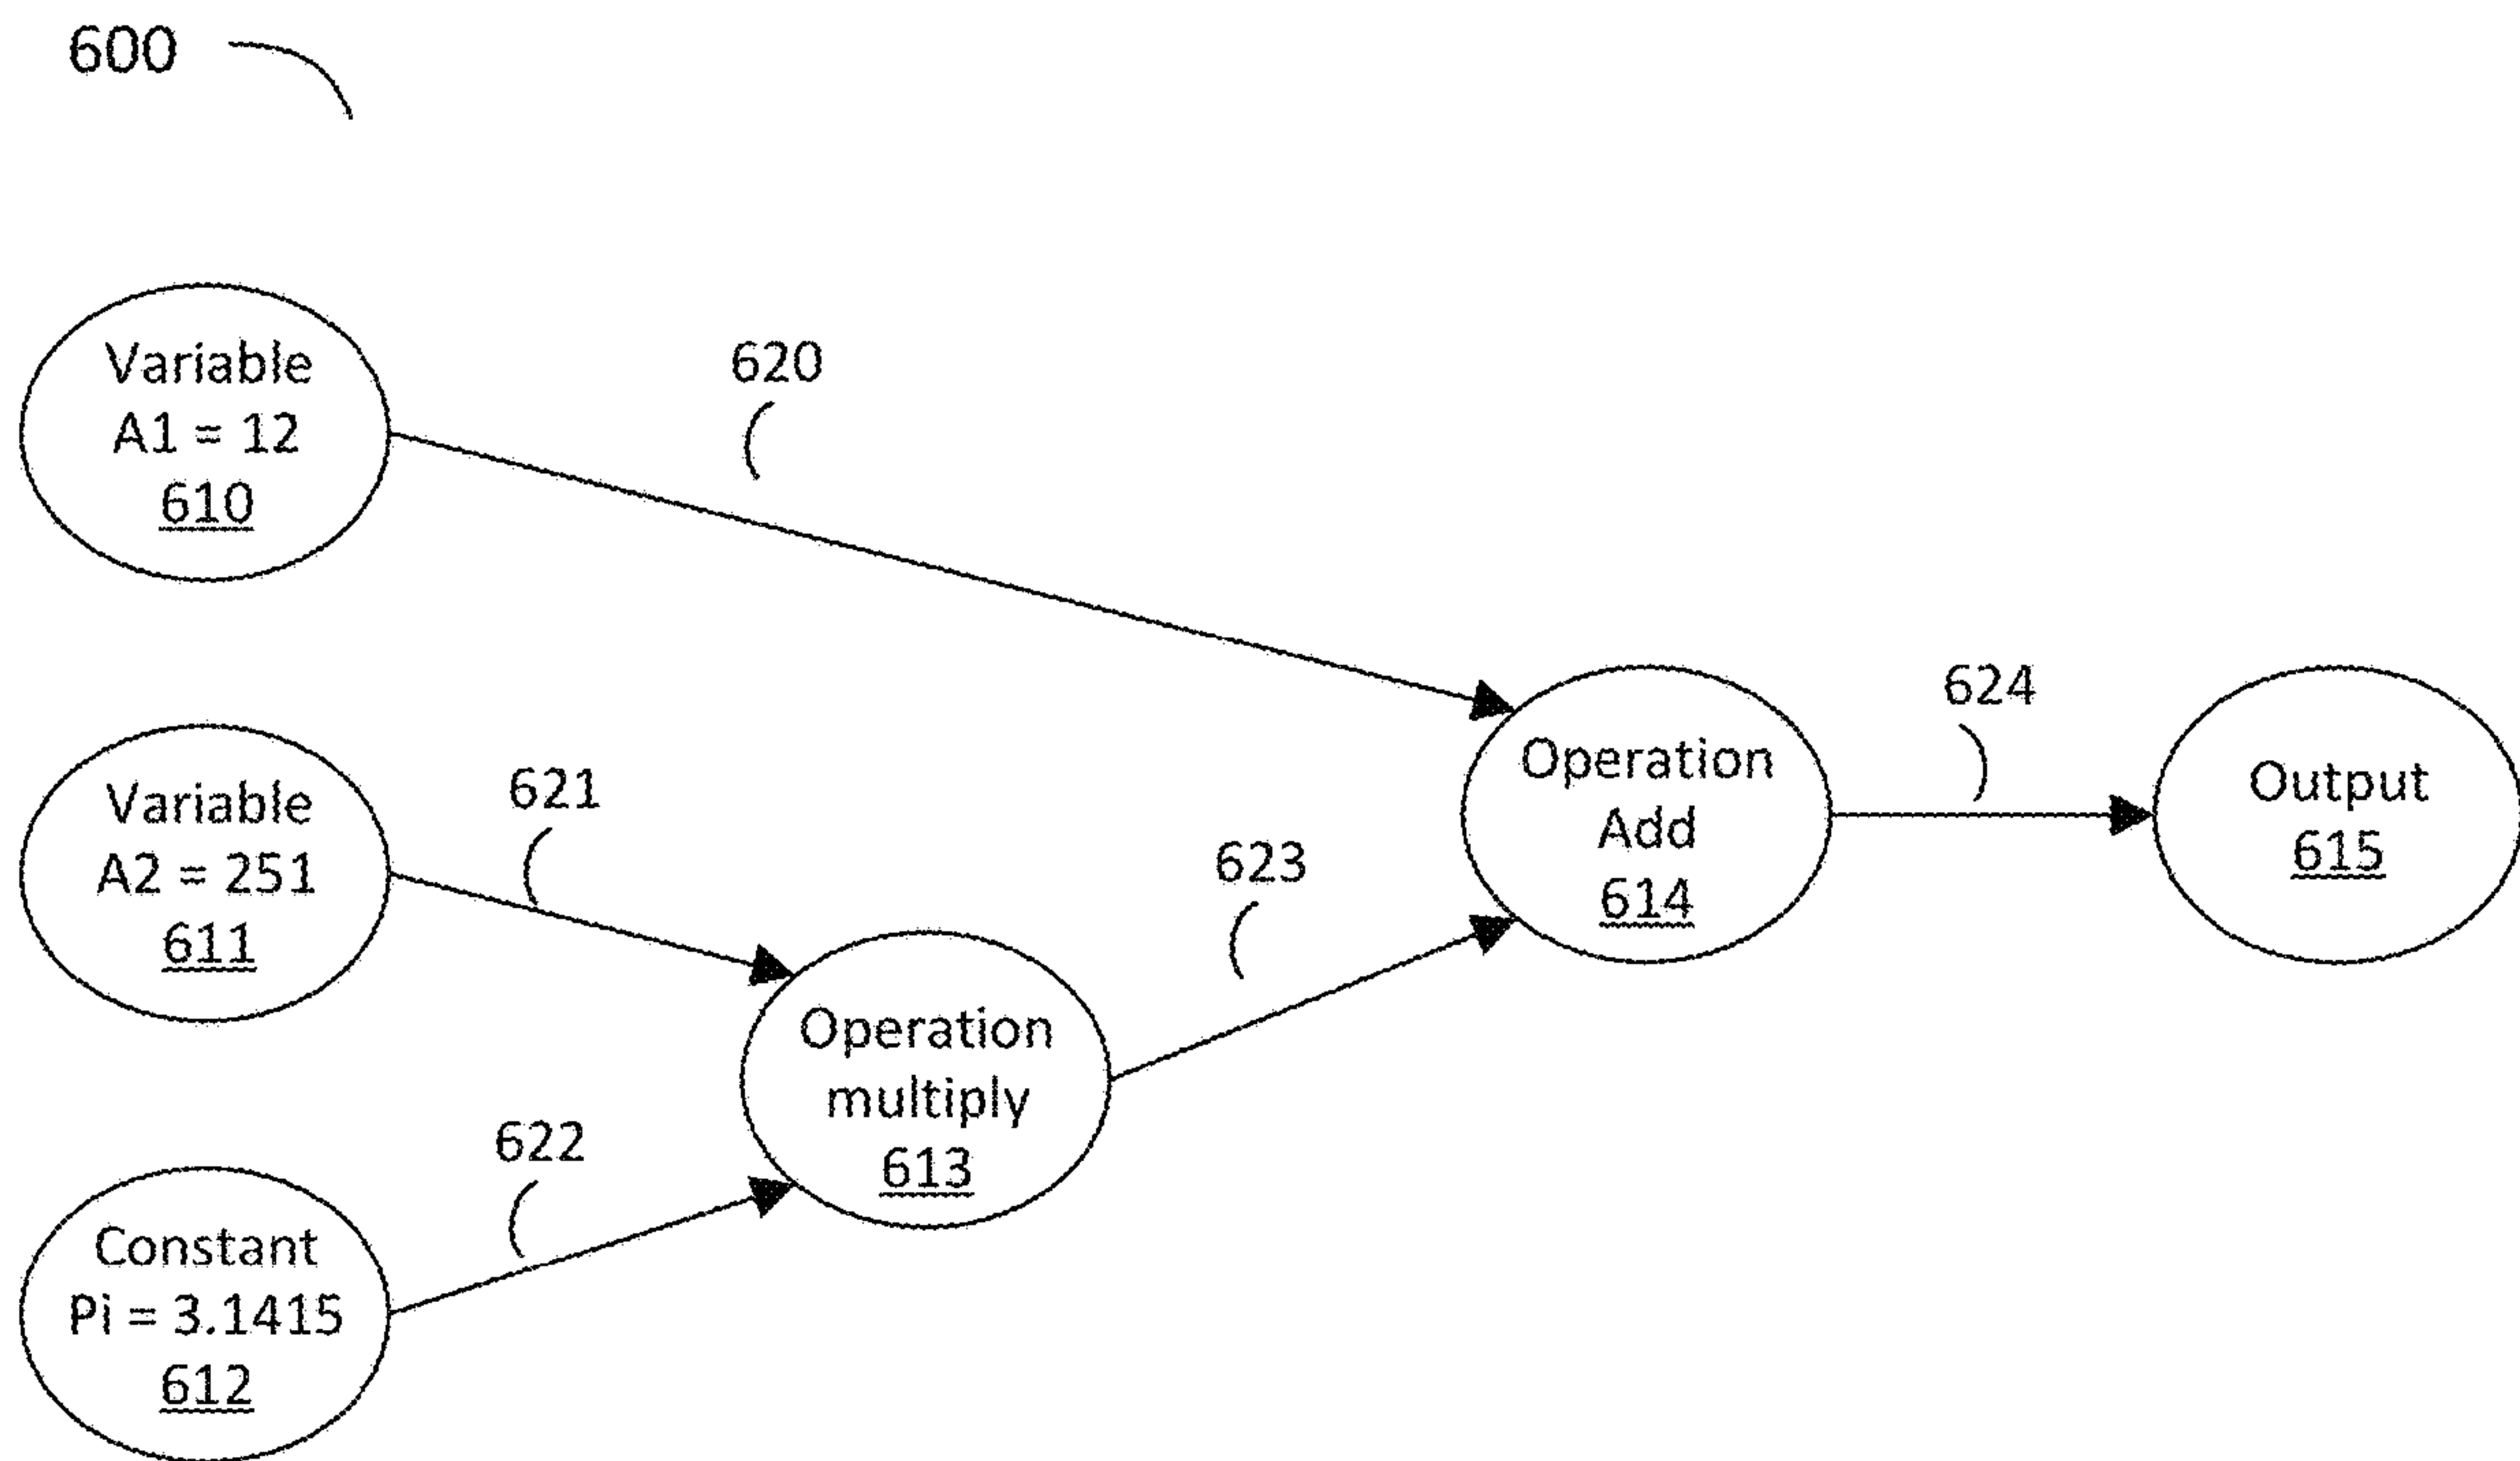 600
Variable
A1 = 12
610
620
Variable
A2 = 251
611
621
Constant
Pi = 3.1415
612
622
Operation
multiply
613
623
Operation
Add
614
624
Output
615